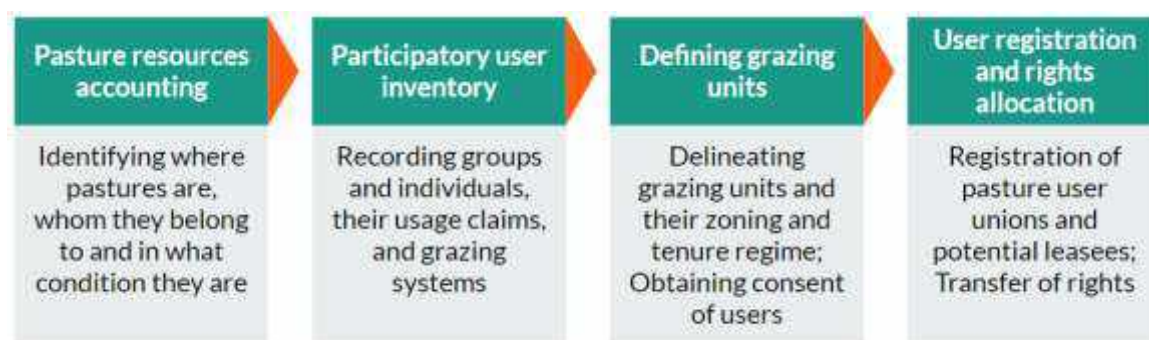 Pasture resources
accounting
Identifying where
pastures are,
whom they belong
to and in what
condition they are
Participatory user
inventory
Recording groups
and individuals,
their usage claims,
and grazing
systems
Defining grazing
units
Delineating
grazing units and
their zoning and
tenure regime;
Obtaining consent
of users
User registration
and rights
allocation
Registration of
pasture user
unions and
potential leasees;
Transfer of rights